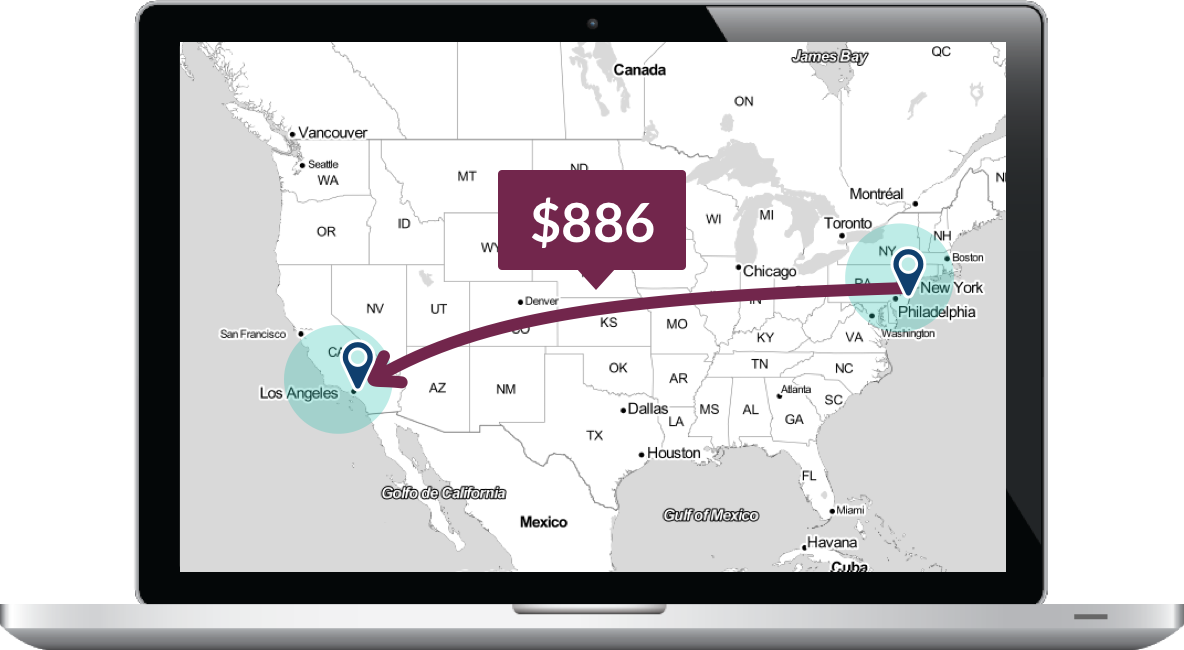 James Bay
QC
Canada
ON
Vancouver
Seattle
WA
MT
ND
Montréal
ID
OR
WI
MI
Toronto
NH
WY
$886
NY
Boston
Chicago
PA
New York
NV
UT
Denver
IN
Philadelphia
San Francisco
CO
KS
MO
KY
VA
Washington
CA
OK
TN
NC
Los Angeles
AZ
NM
AR
Atlanta
SC
Dallas
MS
AL
GA
LA
TX
Houston
FL
Golfo de California
Mexico
Gulf of Mexico
Miami
Havana
Cuba